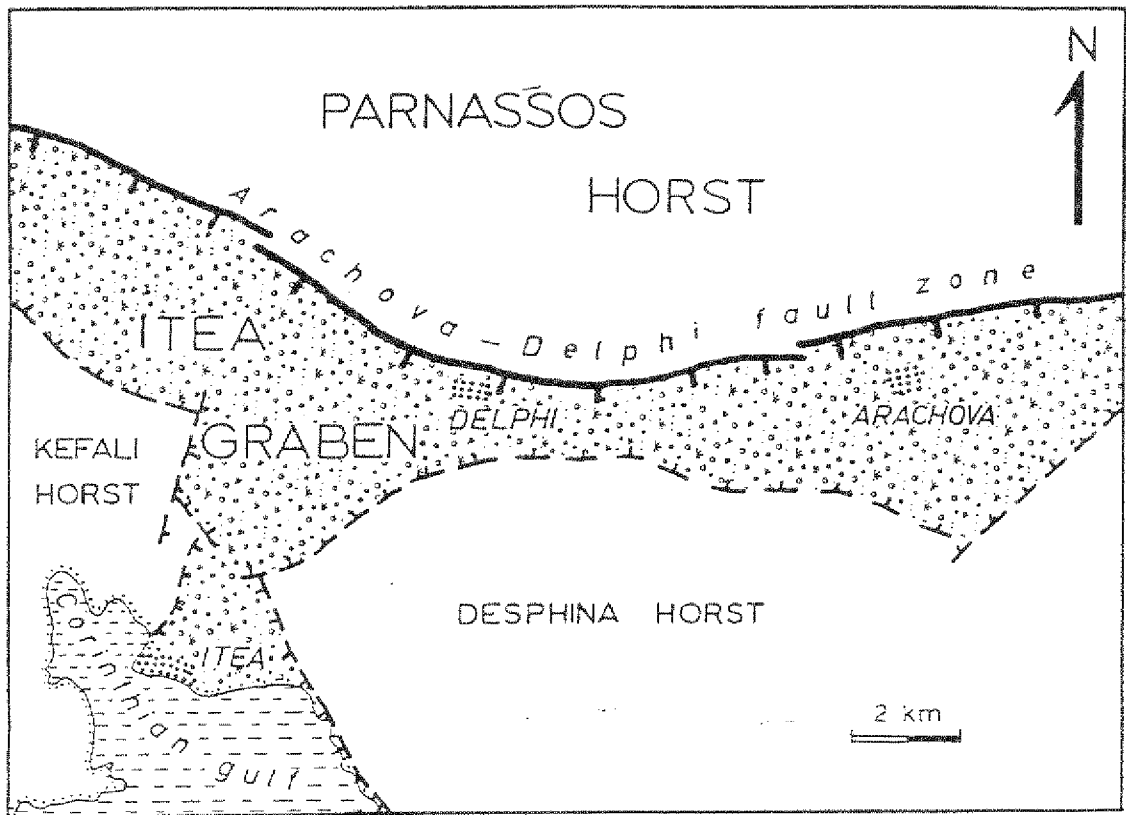 N
PARNASSOS
HORST
Arachova - Delphi fault zone
ITEA
GRABEN
DELPHI
ARACHOVA
KEFALI
HORST
DESPHINA HORST
ITEA
Corinthian gulf
2 km